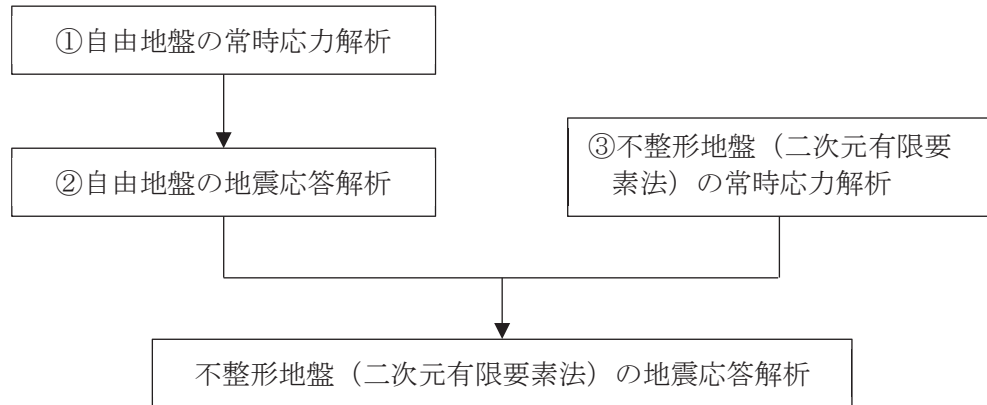 ①自由地盤の常時応力解析
②自由地盤の地震応答解析
③不整形地盤(二次元有限要
素法)の常時応力解析
不整形地盤(二次元有限要素法)の地震応答解析